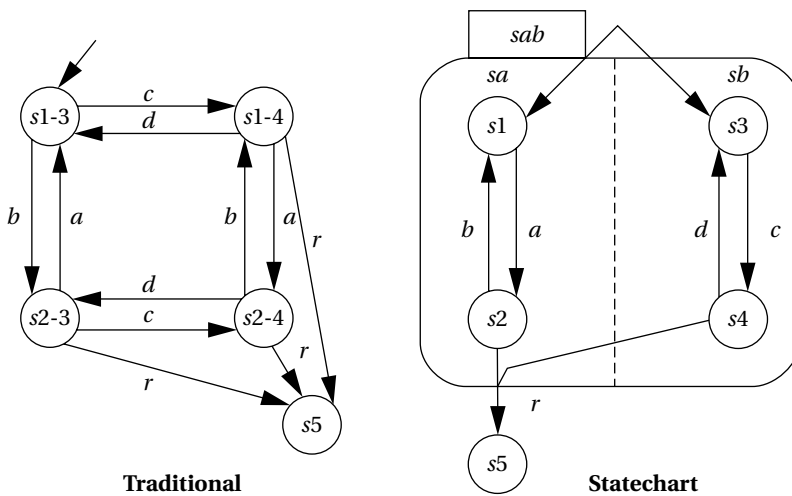 sab
sa sb
s1-3 c s1-4 s1 s3
d
b a b a r b a d c
d
s2-3 c s2-4 s2 s4
r r r
s5 s5
Traditional Statechart